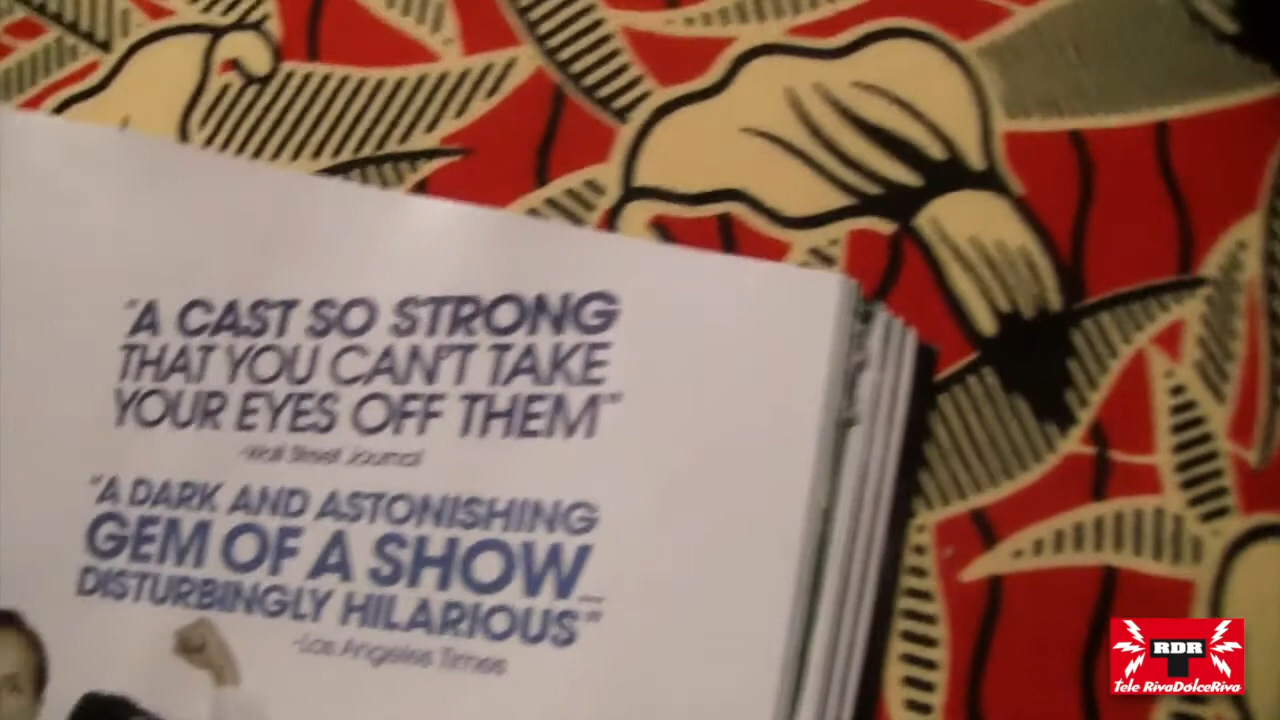 "A CAST SO STRONG
THAT YOU CAN'T TAKE
YOUR EYES OFF THEM"
-Wall Street Journal
"A DARK AND ASTONISHING
GEM OF A SHOW...
DISTURBINGLY HILARIOUS"
-Los Angeles Times
RDR
Tele RivaDolceRiva